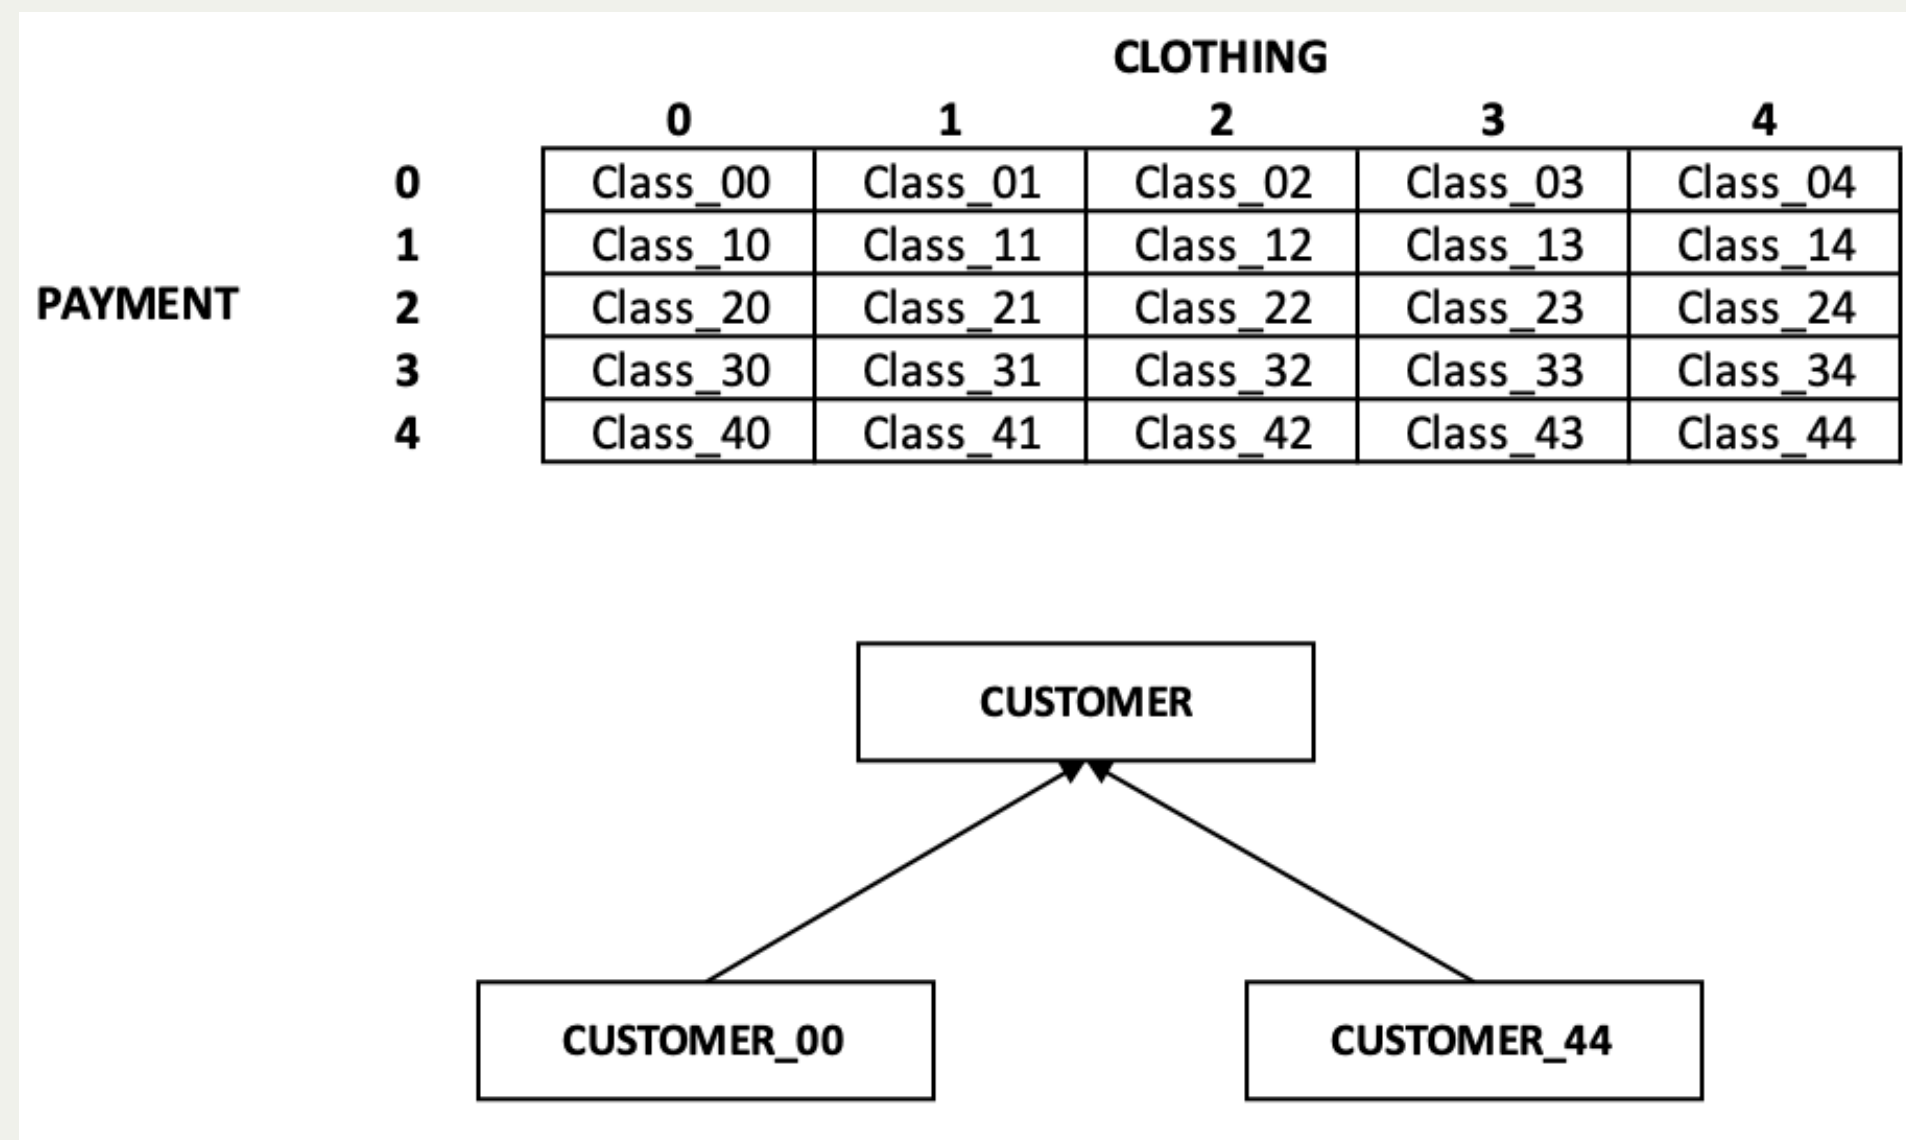 CLOTHING
0 1 2 3 4
0 Class_00 Class_01 Class_02 Class_03 Class_04
1 Class_10 Class_11 Class_12 Class_13 Class_14
PAYMENT 2 Class_20 Class_21 Class_22 Class_23 Class_24
3 Class_30 Class_31 Class_32 Class_33 Class_34
4 Class_40 Class_41 Class_42 Class_43 Class_44
CUSTOMER
CUSTOMER_00 CUSTOMER_44